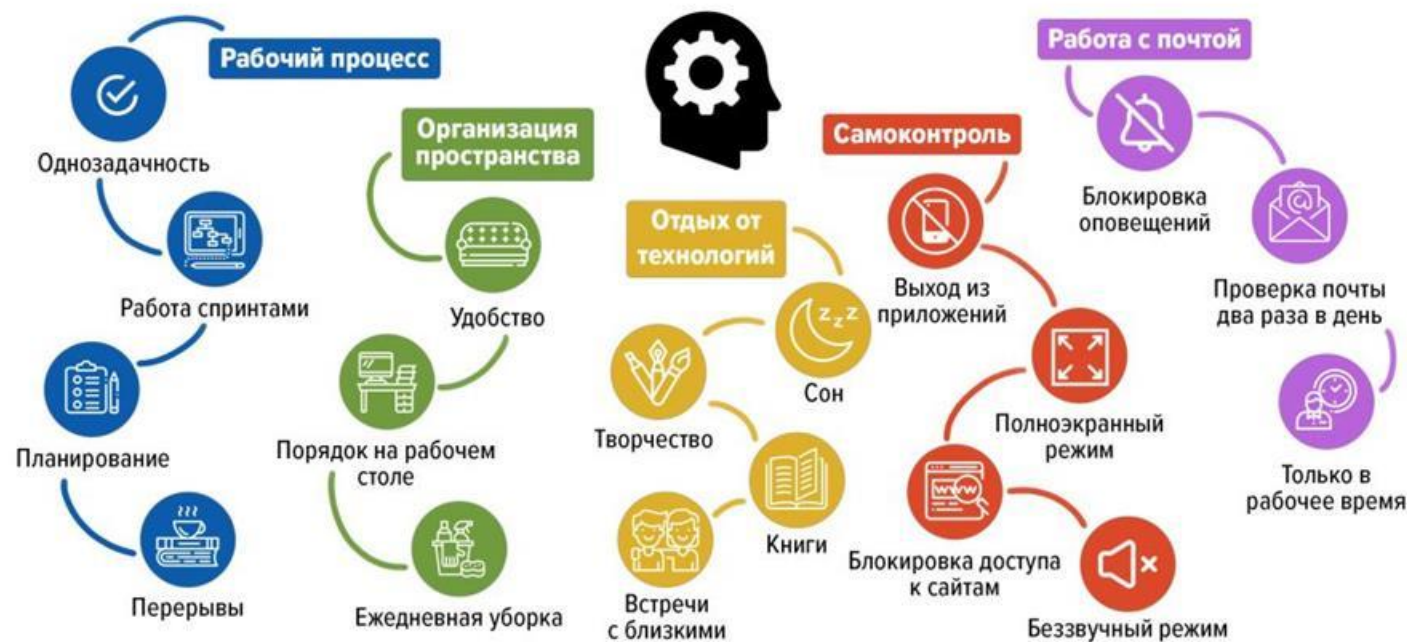 Рабочий процесс
Однозадачность
Работа спринтами
Планирование
Перерывы
Организация
пространства
Удобство
Порядок на рабочем
столе
Ежедневная уборка
Отдых от
технологий
zzz
Сон
Творчество
Книги
Встречи
с близкими
Самоконтроль
Выход из
приложений
Полноэкранный
режим
www
Блокировка доступа
к сайтам
Беззвучный режим
Работа с почтой
Блокировка
оповещений
@
Проверка почты
два раза в день
Только в
рабочее время